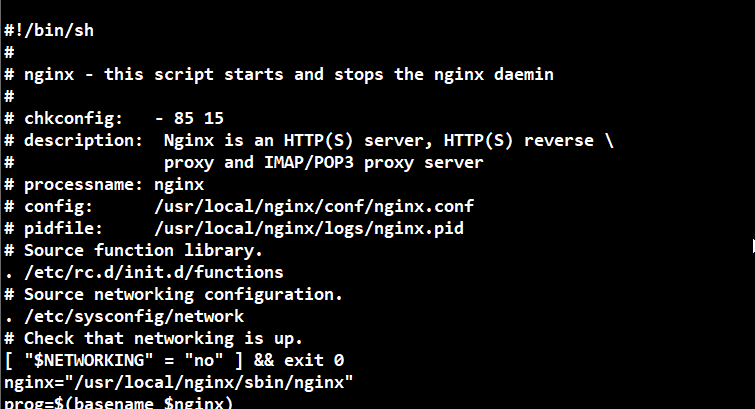 #!/bin/sh
#
# nginx - this script starts and stops the nginx daemin
#
# chkconfig:   - 85 15
# description:  Nginx is an HTTP(S) server, HTTP(S) reverse \
#               proxy and IMAP/POP3 proxy server
# processname: nginx
# config:      /usr/local/nginx/conf/nginx.conf
# pidfile:     /usr/local/nginx/logs/nginx.pid
# Source function library.
. /etc/rc.d/init.d/functions
# Source networking configuration.
. /etc/sysconfig/network
# Check that networking is up.
[ "$NETWORKING" = "no" ] && exit 0
nginx="/usr/local/nginx/sbin/nginx"
prog=$(basename $nginx)